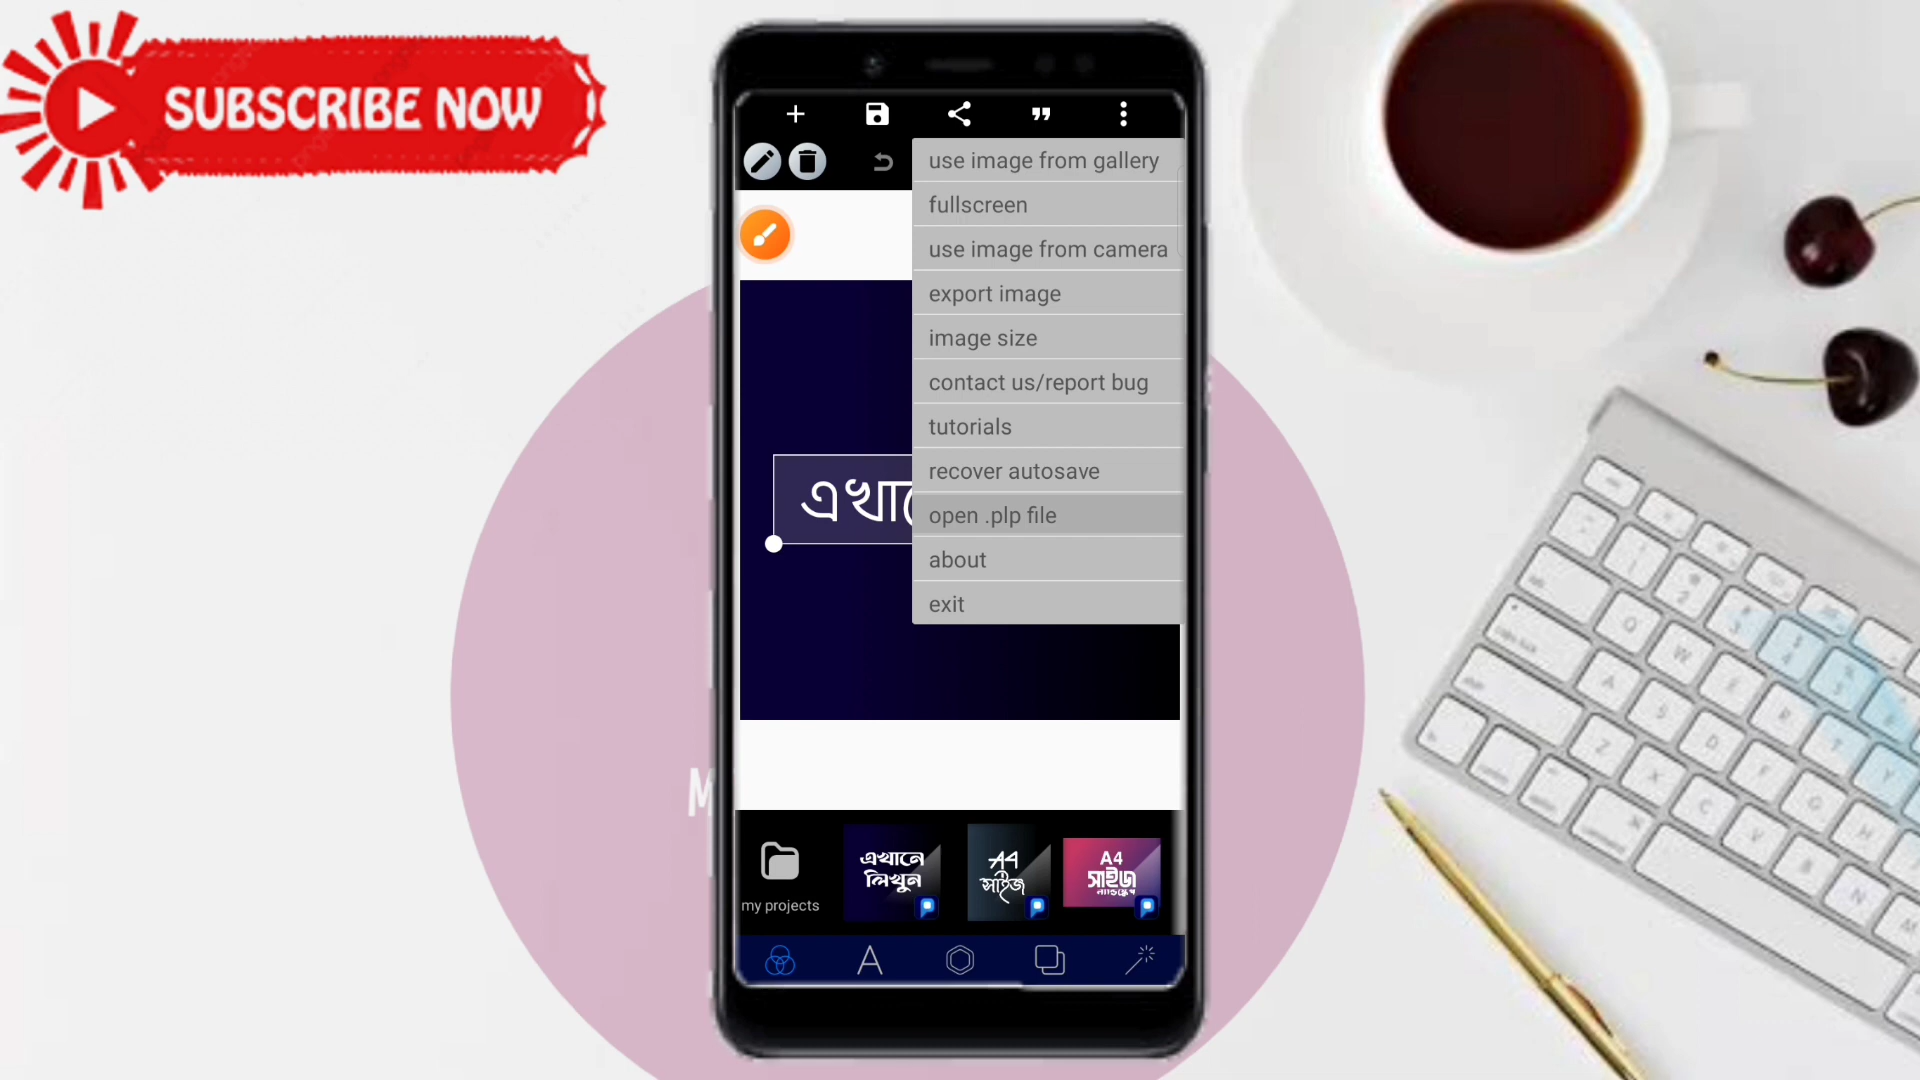 SUBSCRIBE NOW
use image from gallery
fullscreen
use image from camera
export image
image size
contact us/report bug
tutorials
recover autosave
open .plp file
about
exit
এখানে
লিখুন
A4
সাইজ
A4
সাইজ
my projects
M
A